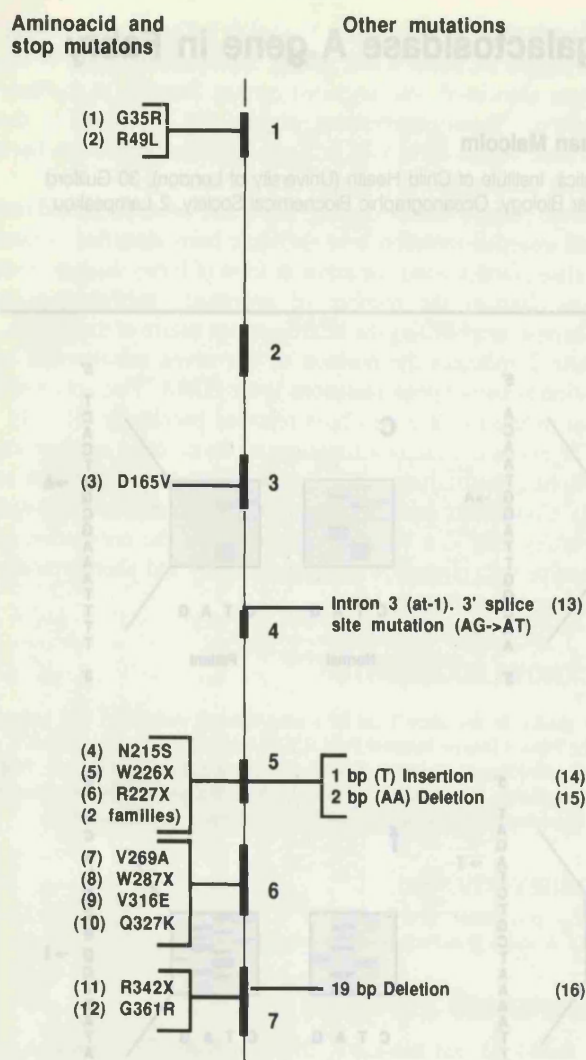 Aminoacid and
stop mutatons
Other mutations
(1) G35R
(2) R49L
1
2
(3) D165V
3
Intron 3 (at-1). 3' splice (13)
site mutation (AG->AT)
4
(4) N215S
(5) W226X
(6) R227X
(2 families)
5
1 bp (T) Insertion (14)
2 bp (AA) Deletion (15)
(7) V269A
(8) W287X
(9) V316E
(10) Q327K
6
(11) R342X
(12) G361R
19 bp Deletion (16)
7